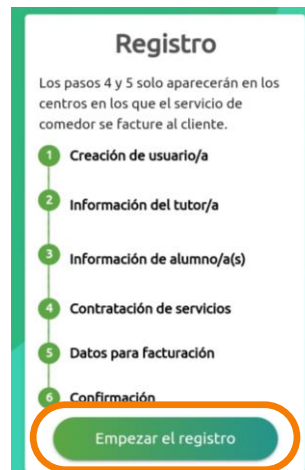 Registro
Los pasos 4 y 5 solo aparecerán en los
centros en los que el servicio de
comedor se facture al cliente.
1 Creación de usuario/a
2 Información del tutor/a
3 Información de alumno/a(s)
4 Contratación de servicios
5 Datos para facturación
6 Confirmación
Empezar el registro